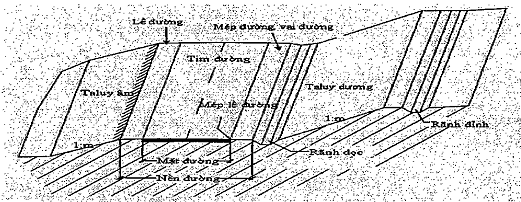 Lề đường
Mép đường, vai đường
Tim đường
Taluy âm
Taluy dương
Mép lề đường
1:m
Rãnh đỉnh
1:m
Rãnh dọc
Mặt đường
Nền đường